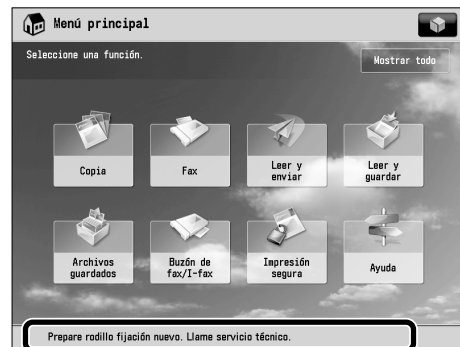 Menú principal
Seleccione una función.
Mostrar todo
Copia
Fax
Leer y
enviar
Leer y
guardar
Archivos
guardados
Buzón de
fax/I-fax
Impresión
segura
Ayuda
Prepare rodillo fijación nuevo. Llame servicio técnico.